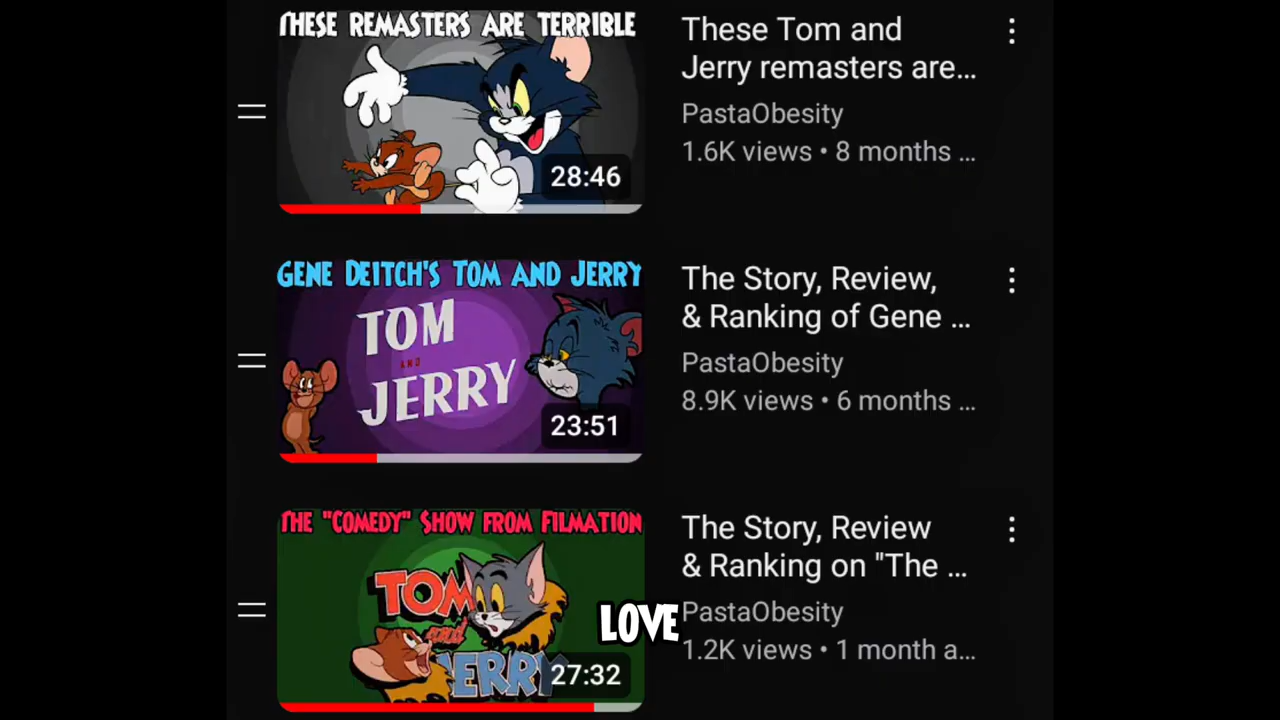 THESE REMASTERS ARE TERRIBLE
28:46
These Tom and
Jerry remasters are...
PastaObesity
1.6K views • 8 months ...
GENE DEITCH'S TOM AND JERRY
TOM
AND
JERRY
23:51
The Story, Review,
& Ranking of Gene ...
PastaObesity
8.9K views • 6 months ...
THE "COMEDY" SHOW FROM FILMATION
TOM
and
JERRY
27:32
The Story, Review
& Ranking on "The ...
LOVE
PastaObesity
1.2K views • 1 month a...